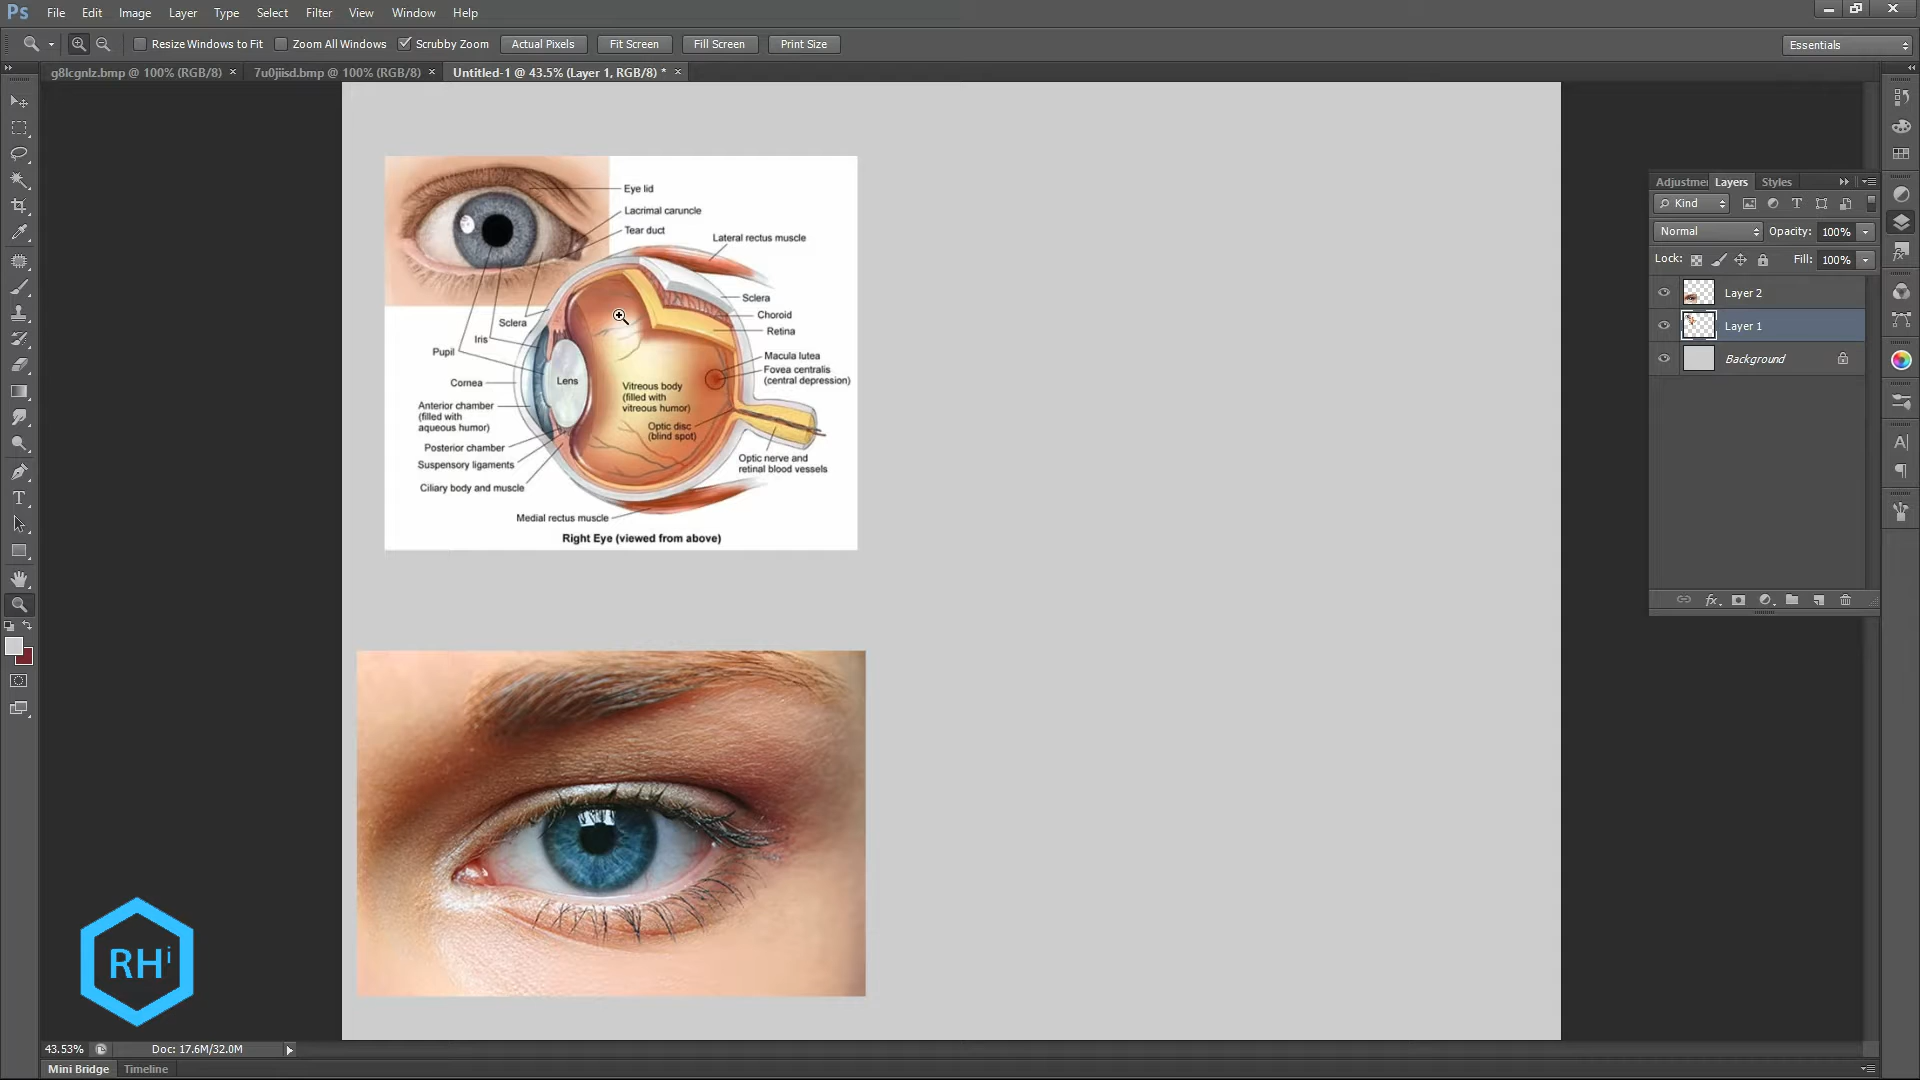 Ps File Edit Image Layer Type Select Filter View Window Help
Resize Windows to Fit Zoom All Windows Scrubby Zoom Actual Pixels Fit Screen Fill Screen Print Size Essentials
g8lcgnlz.bmp @ 100% (RGB/8) × 7u0jiisd.bmp @ 100% (RGB/8) × Untitled-1 @ 43.5% (Layer 1, RGB/8) * ×
Eye lid
Lacrimal caruncle
Tear duct
Lateral rectus muscle
Sclera
Choroid
Retina
Macula lutea
Fovea centralis
(central depression)
Sclera
Iris
Pupil
Cornea
Lens
Vitreous body
(filled with
vitreous humor)
Anterior chamber
(filled with
aqueous humor)
Optic disc
(blind spot)
Posterior chamber
Suspensory ligaments
Ciliary body and muscle
Optic nerve and
retinal blood vessels
Medial rectus muscle
Right Eye (viewed from above)
Adjustmer Layers Styles
Kind
Normal Opacity: 100%
Lock: Fill: 100%
Layer 2
Layer 1
Background
fx
T
A
RHi
43.53% Doc: 17.6M/32.0M
Mini Bridge Timeline